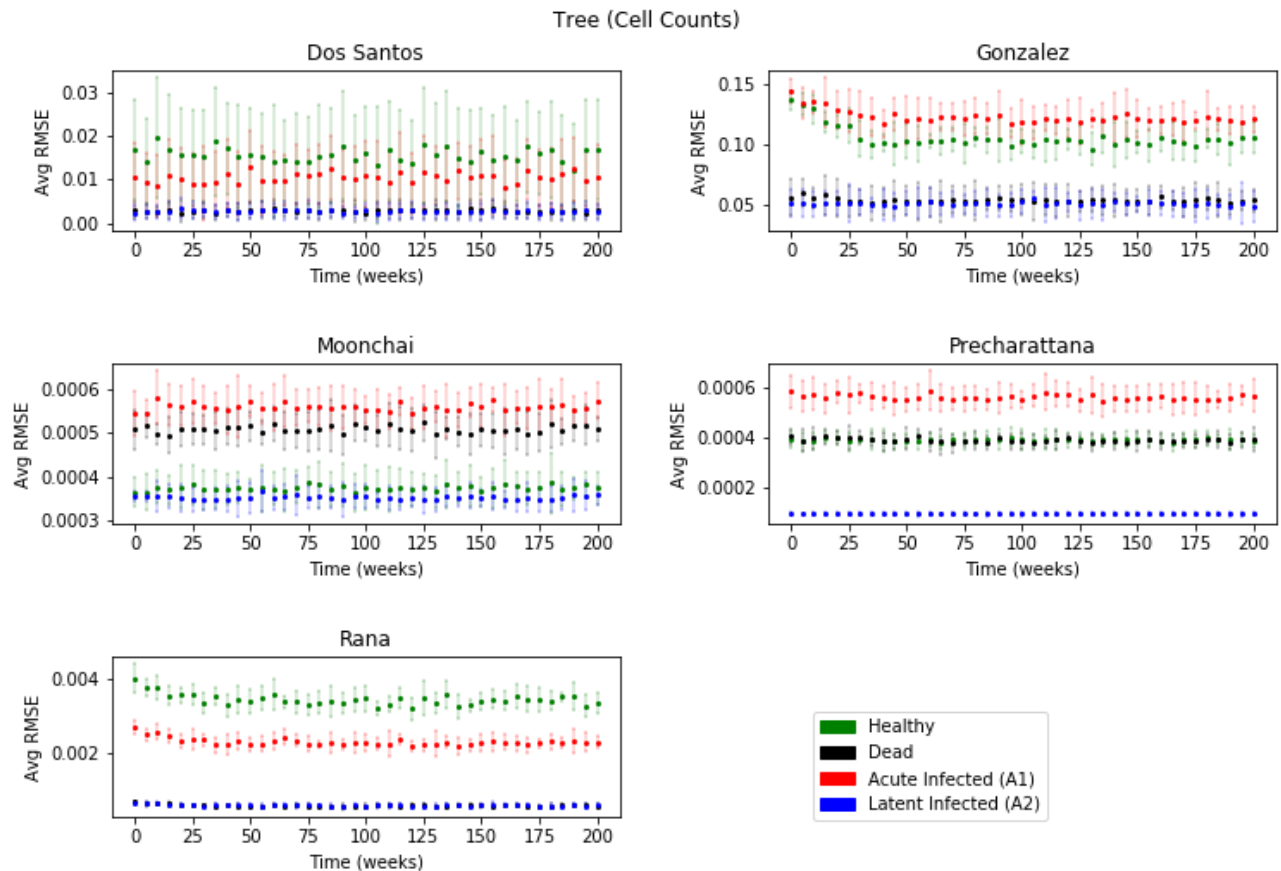 Tree (Cell Counts)
Dos Santos
Avg RMSE
0.03
0.02
0.01
0.00
0 25 50 75 100 125 150 175 200
Time (weeks)
Gonzalez
Avg RMSE
0.15
0.10
0.05
0 25 50 75 100 125 150 175 200
Time (weeks)
Moonchai
Avg RMSE
0.0006
0.0005
0.0004
0.0003
0 25 50 75 100 125 150 175 200
Time (weeks)
Precharattana
Avg RMSE
0.0006
0.0004
0.0002
0 25 50 75 100 125 150 175 200
Time (weeks)
Rana
Avg RMSE
0.004
0.002
0 25 50 75 100 125 150 175 200
Time (weeks)
Healthy
Dead
Acute Infected (A1)
Latent Infected (A2)